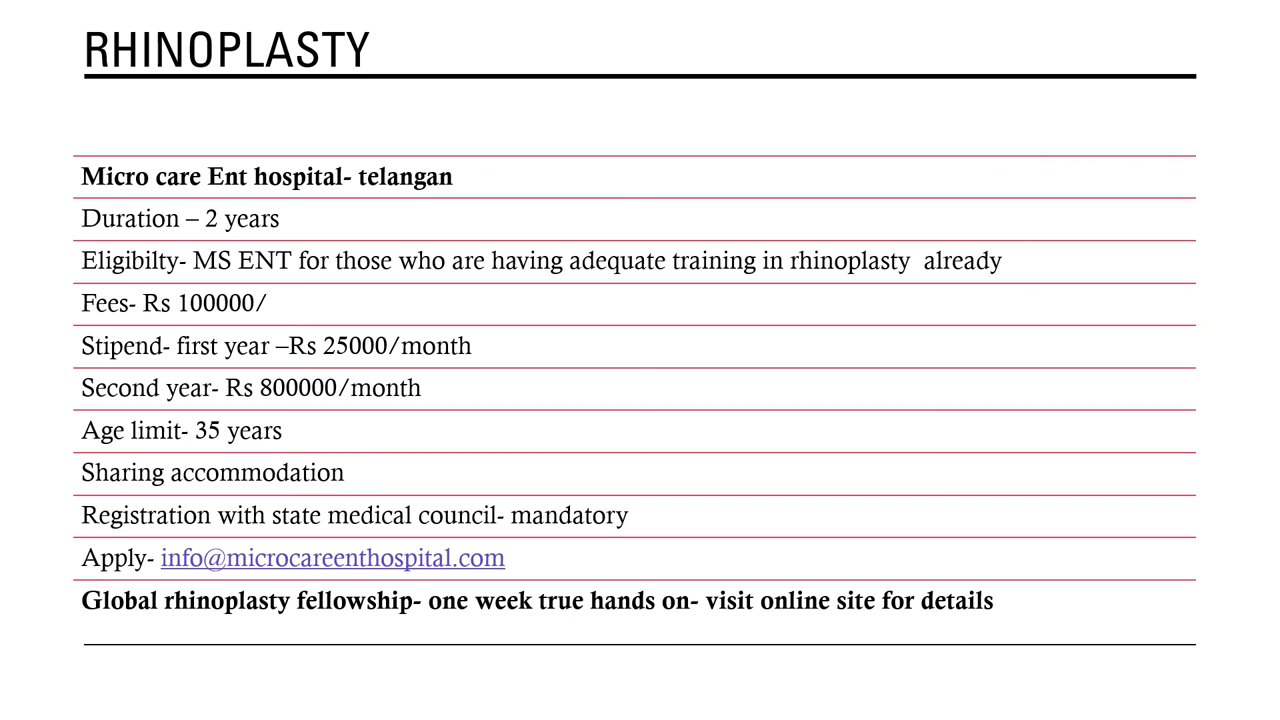 RHINOPLASTY
Micro care Ent hospital- telangan
Duration – 2 years
Eligibilty- MS ENT for those who are having adequate training in rhinoplasty  already
Fees- Rs 100000/
Stipend- first year –Rs 25000/month
Second year- Rs 800000/month
Age limit- 35 years
Sharing accommodation
Registration with state medical council- mandatory
Apply- info@microcareenthospital.com
Global rhinoplasty fellowship- one week true hands on- visit online site for details